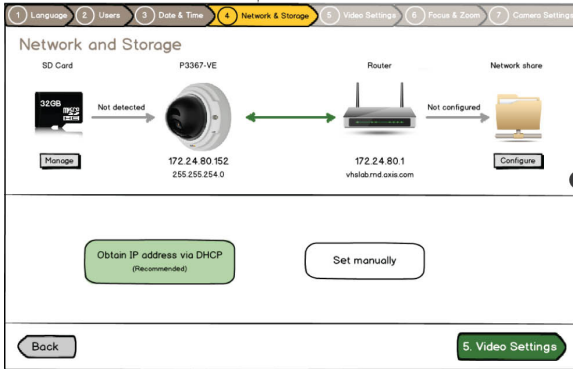 1 Language
2 Users
3 Date & Time
4 Network & Storage
5 Video Settings
6 Focus & Zoom
7 Camera Settings
Network and Storage
SD Card
P3367-VE
Router
Network share
32GB
micro
HC
Not detected
Not configured
Manage
172.24.80.152
255.255.254.0
172.24.80.1
vhslab.rnd.axis.com
Configure
Obtain IP address via DHCP
(Recommended)
Set manually
Back
5. Video Settings